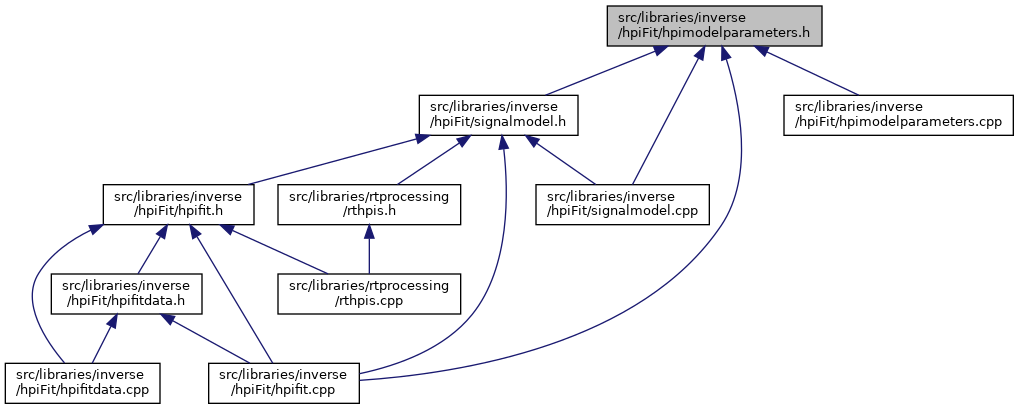 src/libraries/inverse
/hpiFit/hpimodelparameters.h
src/libraries/inverse
/hpiFit/signalmodel.h
src/libraries/inverse
/hpiFit/hpimodelparameters.cpp
src/libraries/inverse
/hpiFit/hpifit.h
src/libraries/rtprocessing
/rthpis.h
src/libraries/inverse
/hpiFit/signalmodel.cpp
src/libraries/inverse
/hpiFit/hpifitdata.h
src/libraries/rtprocessing
/rthpis.cpp
src/libraries/inverse
/hpiFit/hpifitdata.cpp
src/libraries/inverse
/hpiFit/hpifit.cpp